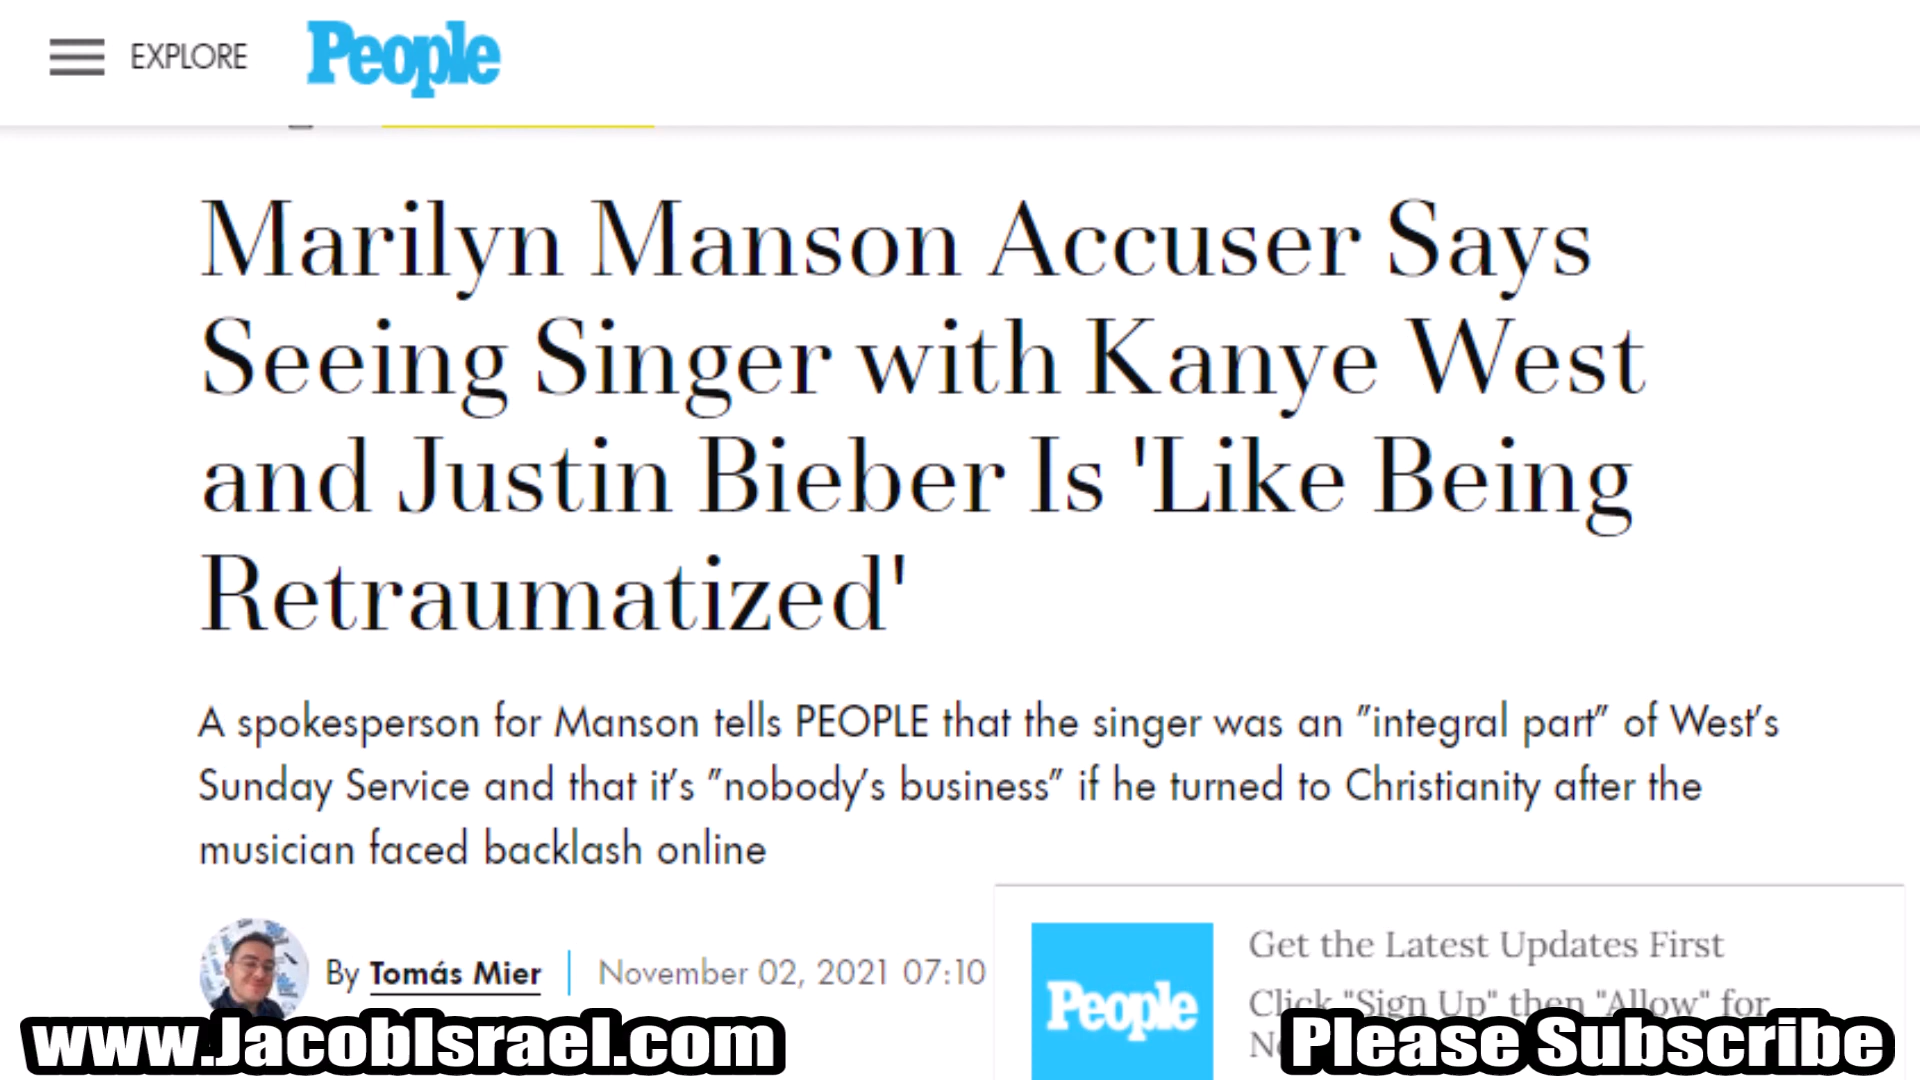 EXPLORE People
Marilyn Manson Accuser Says
Seeing Singer with Kanye West
and Justin Bieber Is 'Like Being
Retraumatized'
A spokesperson for Manson tells PEOPLE that the singer was an "integral part" of West's
Sunday Service and that it's "nobody's business" if he turned to Christianity after the
musician faced backlash online
By Tomás Mier | November 02, 2021 07:10
People
Get the Latest Updates First
Click "Sign Up" then "Allow" for
www.JacobIsrael.com
Please Subscribe